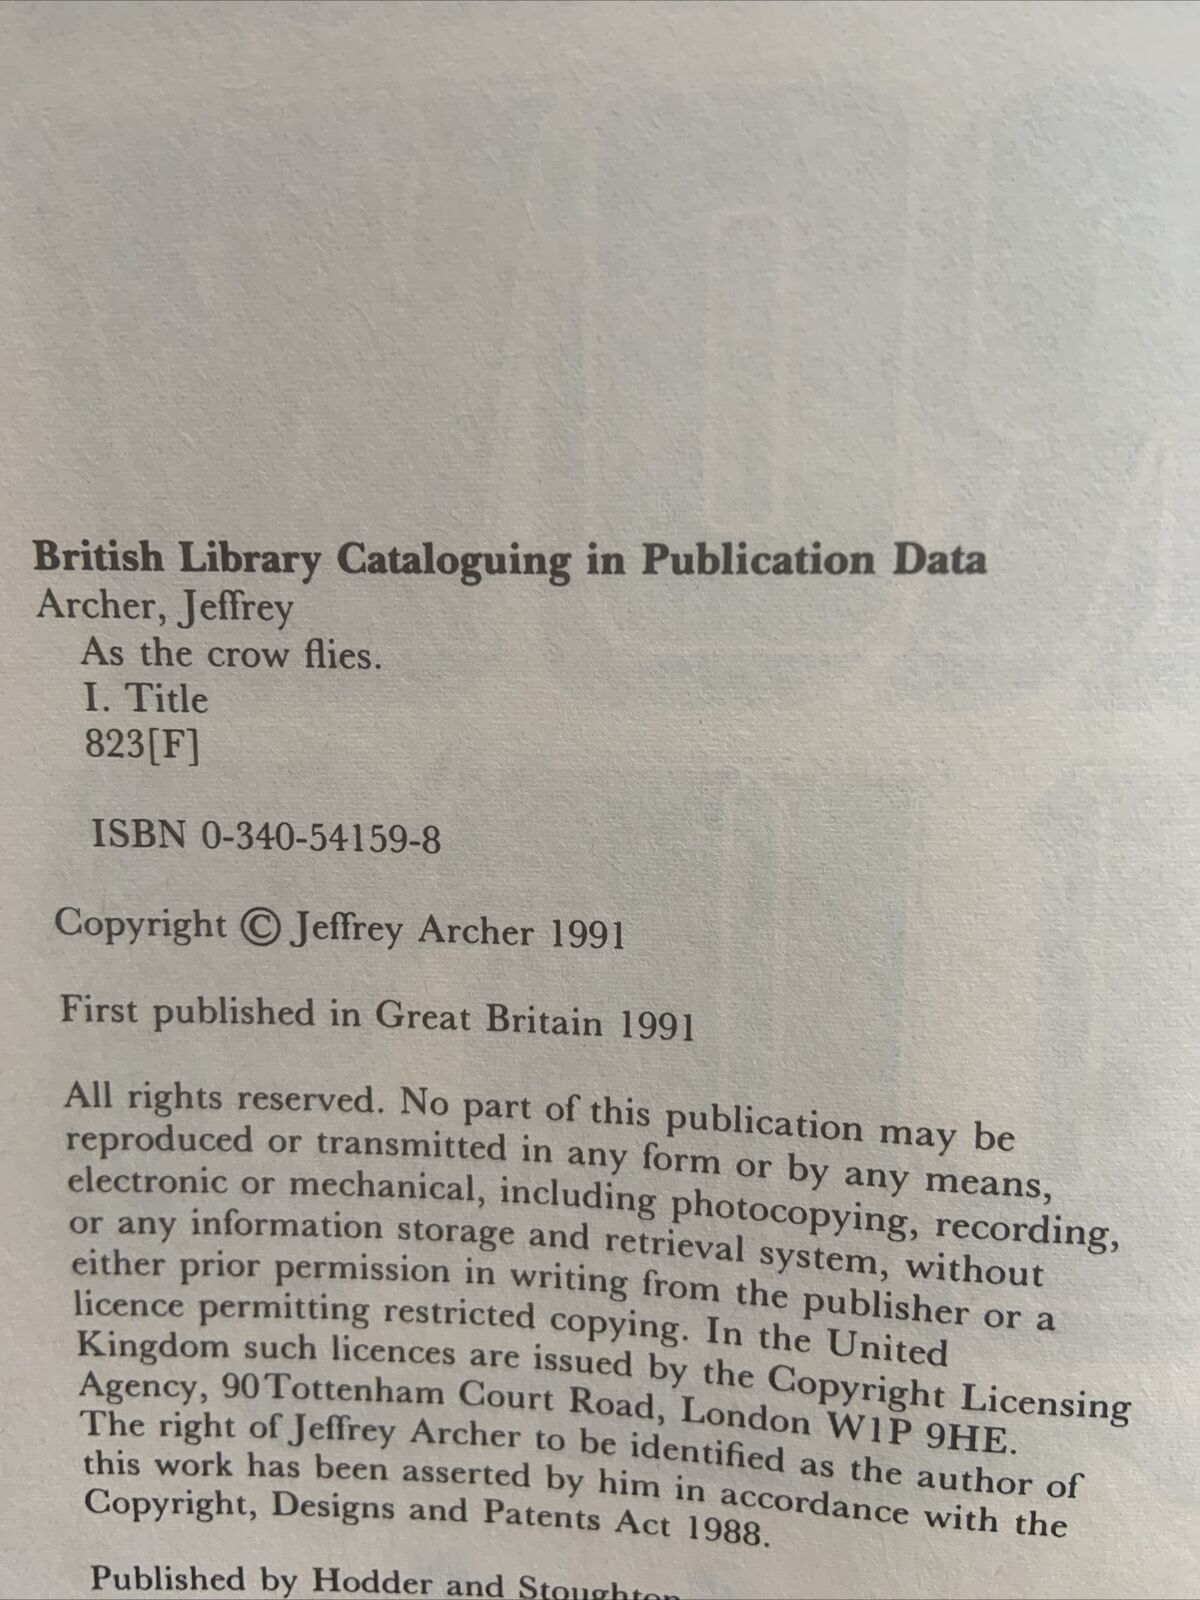 British Library Cataloguing in Publication Data
Archer, Jeffrey
As the crow flies.
I. Title
823[F]
ISBN 0-340-54159-8
Copyright © Jeffrey Archer 1991
First published in Great Britain 1991
All rights reserved. No part of this publication may be
reproduced or transmitted in any form or by any means,
electronic or mechanical, including photocopying, recording,
or any information storage and retrieval system, without
either prior permission in writing from the publisher or a
licence permitting restricted copying. In the United
Kingdom such licences are issued by the Copyright Licensing
Agency, 90 Tottenham Court Road, London W1P 9HE.
The right of Jeffrey Archer to be identified as the author of
this work has been asserted by him in accordance with the
Copyright, Designs and Patents Act 1988.
Published by Hodder and Stoughton